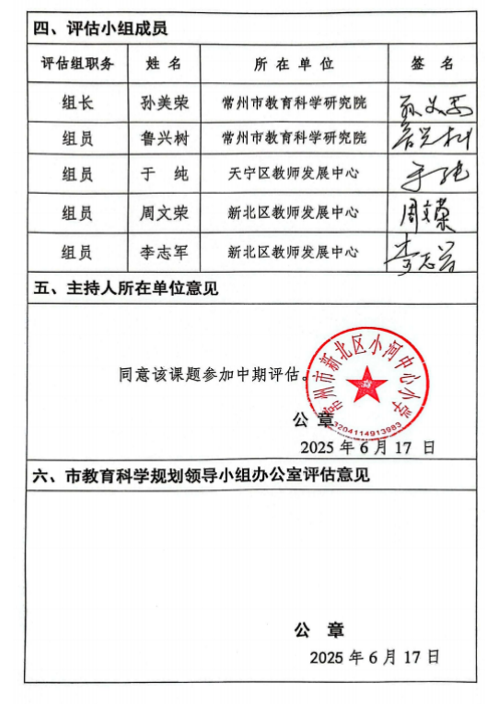 四、评估小组成员
评估组职务 姓 名 所 在 单 位 签 名
组长 孙美荣 常州市教育科学研究院 孙美荣
组员 鲁兴树 常州市教育科学研究院 鲁兴树
组员 于 纯 天宁区教师发展中心 于纯
组员 周文荣 新北区教师发展中心 周文荣
组员 李志军 新北区教师发展中心 李志军
五、主持人所在单位意见
同意该课题参加中期评估。
常州市新北区小河中心小学
3204114913983
公 章
2025 年 6 月 17 日
六、市教育科学规划领导小组办公室评估意见
公 章
2025 年 6 月 17 日